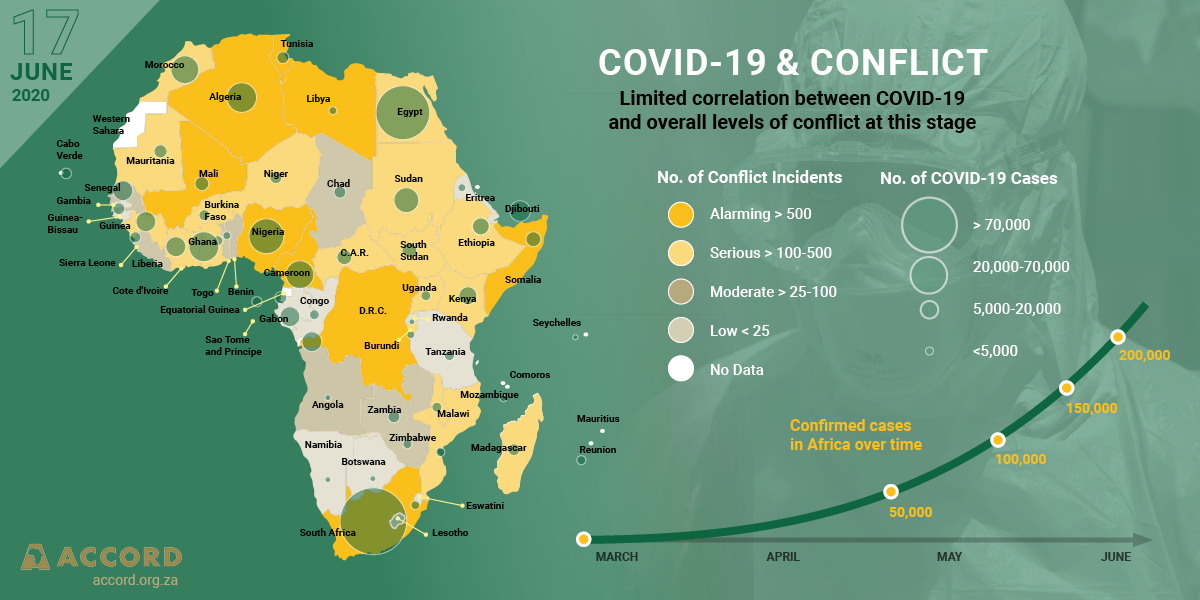 17
JUNE
2020
COVID-19 & CONFLICT
Limited correlation between COVID-19
and overall levels of conflict at this stage
No. of Conflict Incidents
Alarming > 500
Serious > 100-500
Moderate > 25-100
Low < 25
No Data
No. of COVID-19 Cases
> 70,000
20,000-70,000
5,000-20,000
<5,000
Tunisia
Morocco
Algeria
Libya
Egypt
Western
Sahara
Cabo
Verde
Mauritania
Mali
Niger
Chad
Sudan
Eritrea
Djibouti
Senegal
Gambia
Guinea-
Bissau
Guinea
Burkina
Faso
Ghana
Nigeria
Sierra Leone
Liberia
Cote d'Ivoire
Togo
Benin
Cameroon
C.A.R.
South
Sudan
Ethiopia
Somalia
Equatorial Guinea
Gabon
Congo
D.R.C.
Uganda
Kenya
Rwanda
Burundi
Tanzania
Sao Tome
and Principe
Seychelles
Comoros
Mozambique
Malawi
Angola
Zambia
Zimbabwe
Madagascar
Mauritius
Reunion
Namibia
Botswana
Eswatini
South Africa
Lesotho
Confirmed cases
in Africa over time
50,000
100,000
150,000
200,000
MARCH
APRIL
MAY
JUNE
ACCORD
accord.org.za